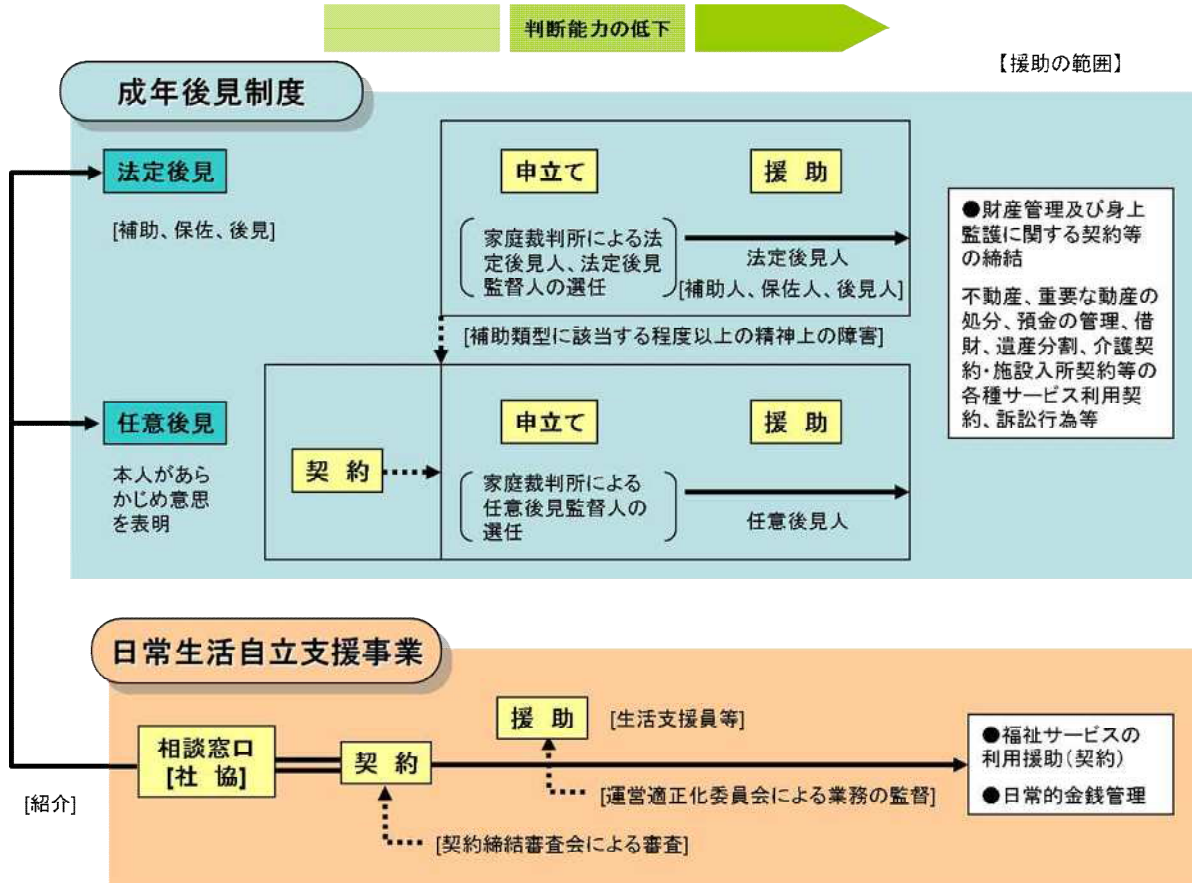 判断能力の低下
【援助の範囲】
成年後見制度
法定後見
[補助、保佐、後見]
申立て
家庭裁判所による法
定後見人、法定後見
監督人の選任
援 助
法定後見人
[補助人、保佐人、後見人]
[補助類型に該当する程度以上の精神上の障害]
●財産管理及び身上
監護に関する契約等
の締結
不動産、重要な動産の
処分、預金の管理、借
財、遺産分割、介護契
約・施設入所契約等の
各種サービス利用契
約、訴訟行為等
任意後見
本人があら
かじめ意思
を表明
契 約
申立て
家庭裁判所による
任意後見監督人の
選任
援 助
任意後見人
日常生活自立支援事業
相談窓口
[社 協]
[紹介]
契 約
援 助
[生活支援員等]
[運営適正化委員会による業務の監督]
[契約締結審査会による審査]
●福祉サービスの
利用援助(契約)
●日常的金銭管理